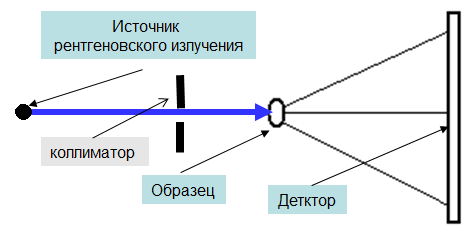 Источник
рентгеновского излучения
коллиматор
Образец
Детктор